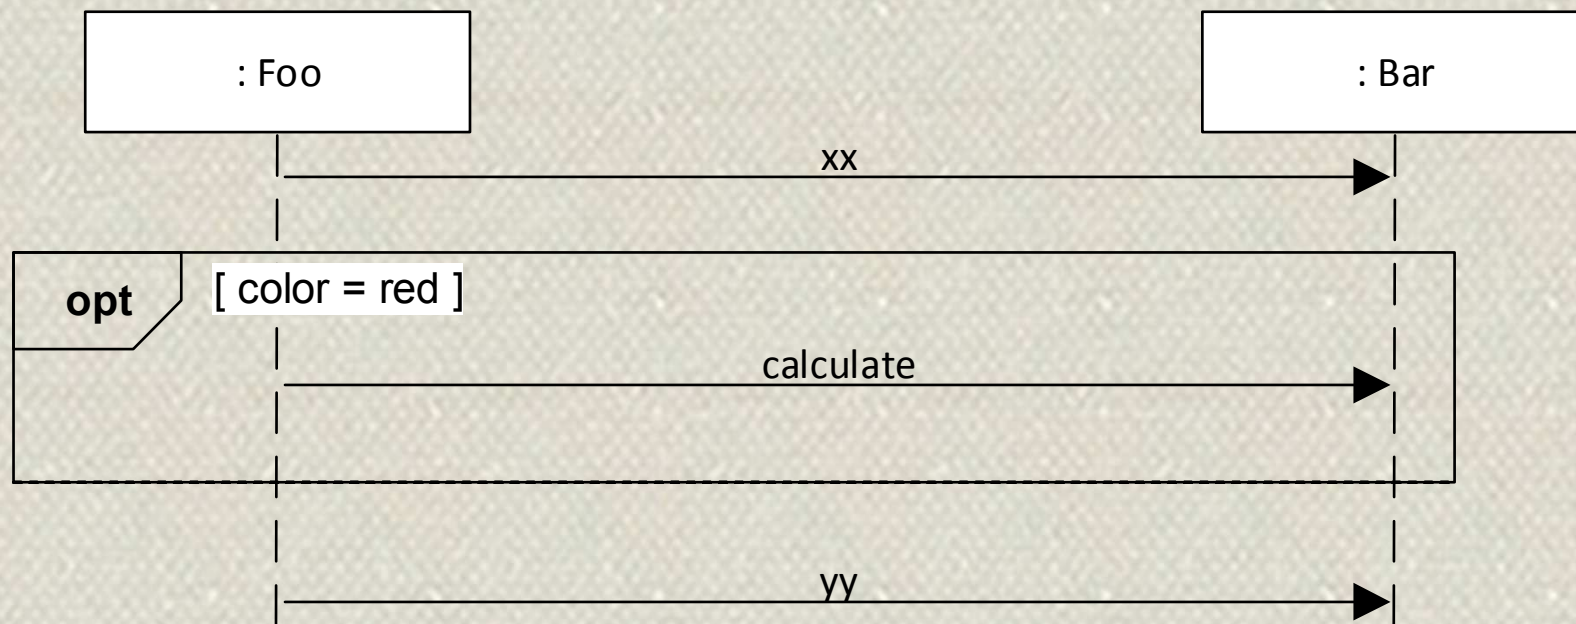 : Foo
: Bar
xx
opt
[ color = red ]
calculate
yy